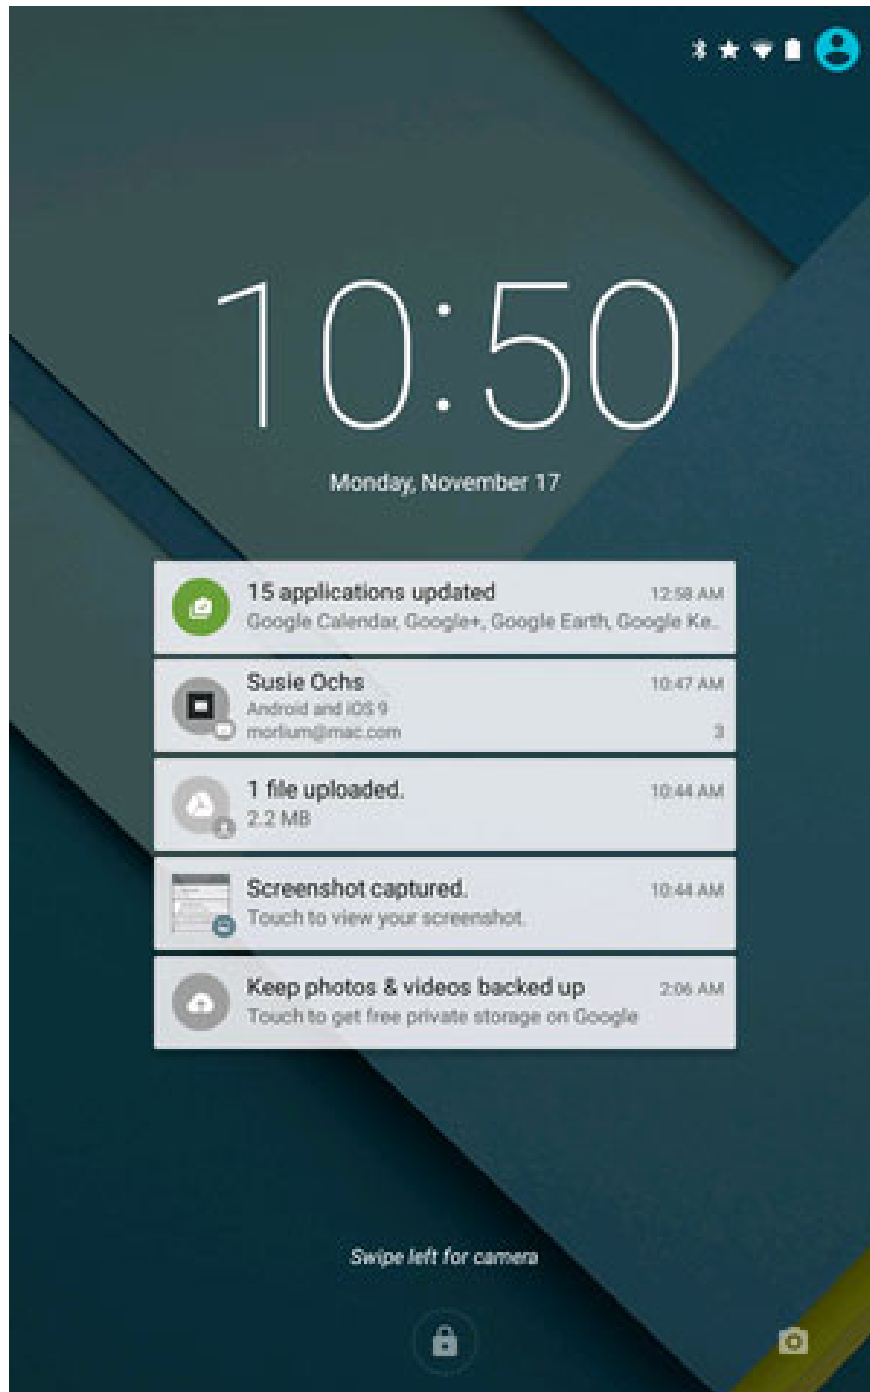 10:50
Monday, November 17
15 applications updated 12:58 AM
Google Calendar, Google+, Google Earth, Google Ke..
Susie Ochs 10:47 AM
Android and iOS 9
morlium@mac.com 3
1 file uploaded. 10:44 AM
2.2 MB
Screenshot captured. 10:44 AM
Touch to view your screenshot.
Keep photos & videos backed up 2:06 AM
Touch to get free private storage on Google
Swipe left for camera